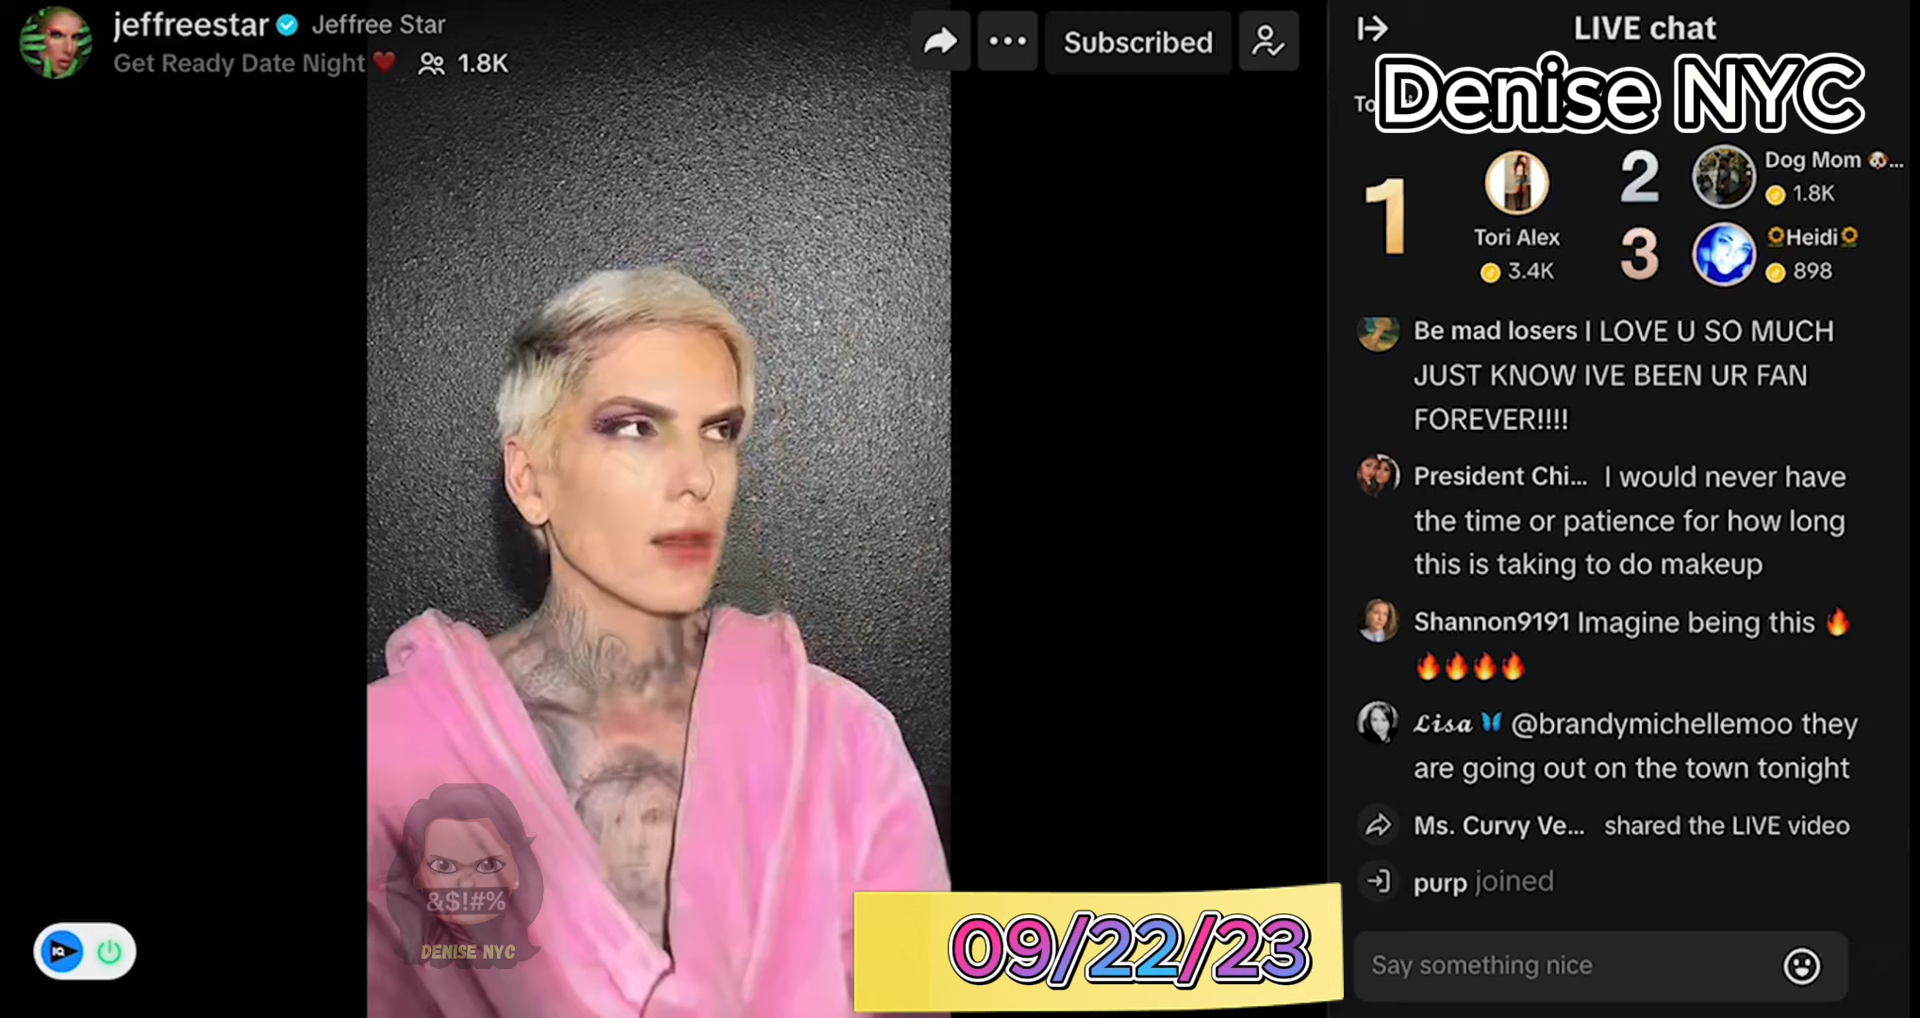 jeffreestar Jeffree Star
Get Ready Date Night ❤️ 1.8K
Subscribed
LIVE chat
Denise NYC
1
Tori Alex
3.4K
2
Dog Mom 🐶...
1.8K
3
🌻Heidi🌻
898
Be mad losers I LOVE U SO MUCH
JUST KNOW IVE BEEN UR FAN
FOREVER!!!!
President Chi... I would never have
the time or patience for how long
this is taking to do makeup
Shannon9191 Imagine being this 🔥
🔥🔥🔥🔥
𝓛𝓲𝓼𝓪 🦋 @brandymichellemoo they
are going out on the town tonight
Ms. Curvy Ve... shared the LIVE video
purp joined
Say something nice
&$!#%
DENISE NYC
IQ
09/22/23